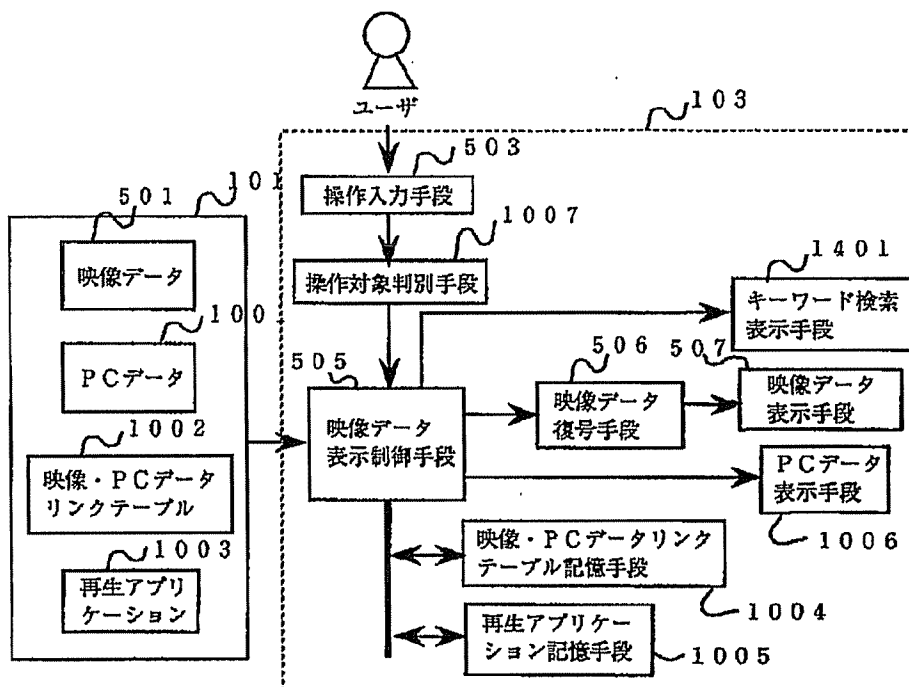 ユーザ
103
503
操作入力手段
1007
操作対象判別手段
101
501
映像データ
100
PCデータ
1002
映像・PCデータ
リンクテーブル
1003
再生アプリ
ケーション
505
映像データ
表示制御手段
1401
キーワード検索
表示手段
506
映像データ
復号手段
507
映像データ
表示手段
PCデータ
表示手段
1006
映像・PCデータリンク
テーブル記憶手段
1004
再生アプリケー
ション記憶手段
1005